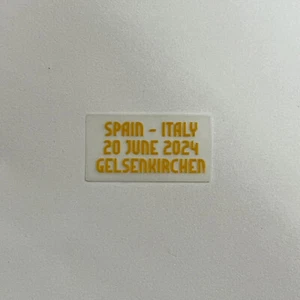 SPAIN - ITALY
20 JUNE 2024
GELSENKIRCHEN